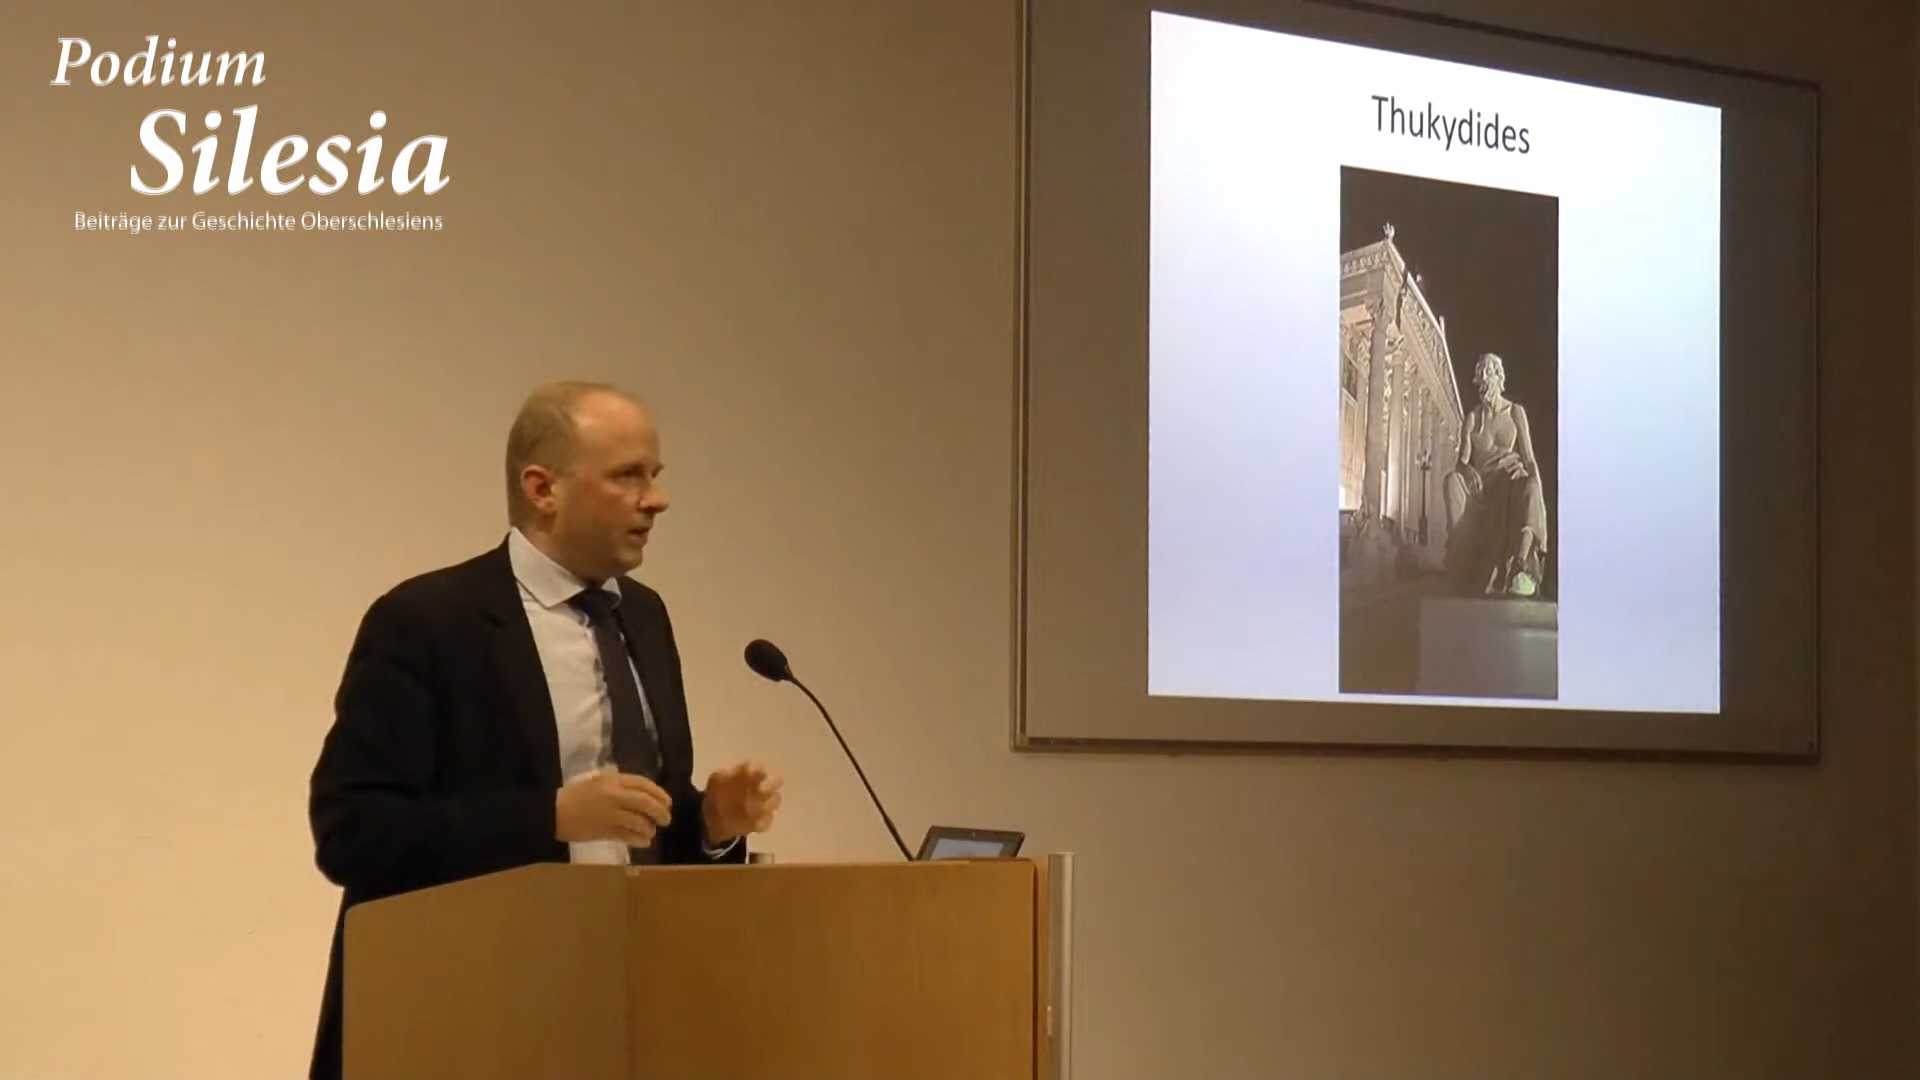 Podium
Silesia
Beiträge zur Geschichte Oberschlesiens
Thukydides